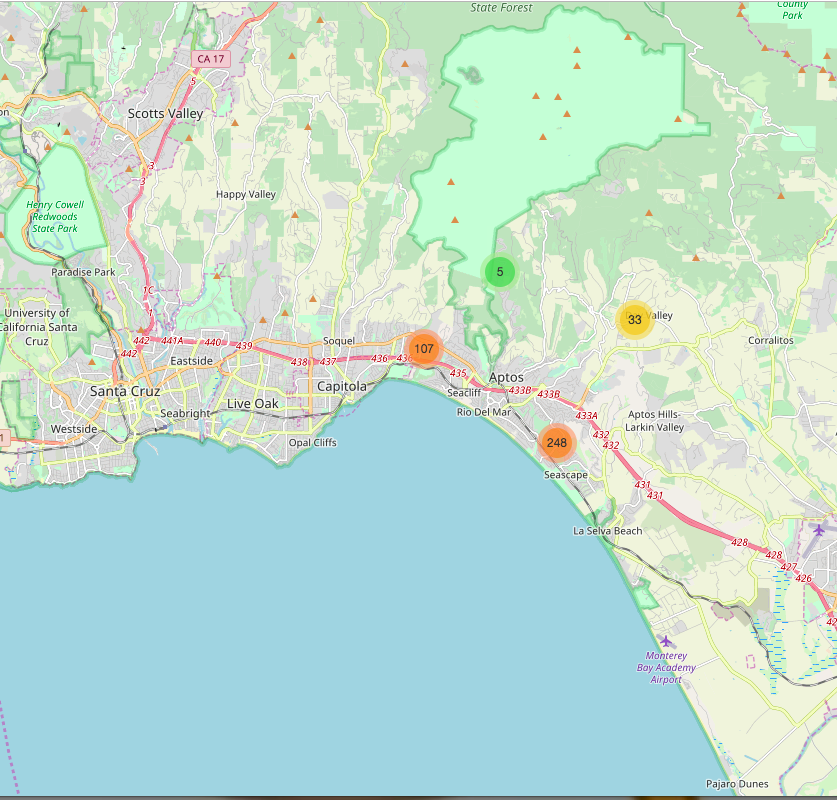 State Forest
County
Park
CA 17
5
Scotts Valley
3
3
Happy Valley
Henry Cowell
Redwoods
State Park
Paradise Park
5
1C
1
University of
California Santa
Cruz
33
Valley
Corralitos
442
441A
440
439
442
Soquel
107
Eastside
438
437
436
435
Aptos
Santa Cruz
Capitola
Seacliff
433B
433B
Live Oak
Seabright
Rio Del Mar
433A
Westside
Aptos Hills-
Larkin Valley
1
Opal Cliffs
248
432
432
Seascape
431
431
La Selva Beach
428
428
427
426
Monterey
Bay Academy
Airport
Pajaro Dunes